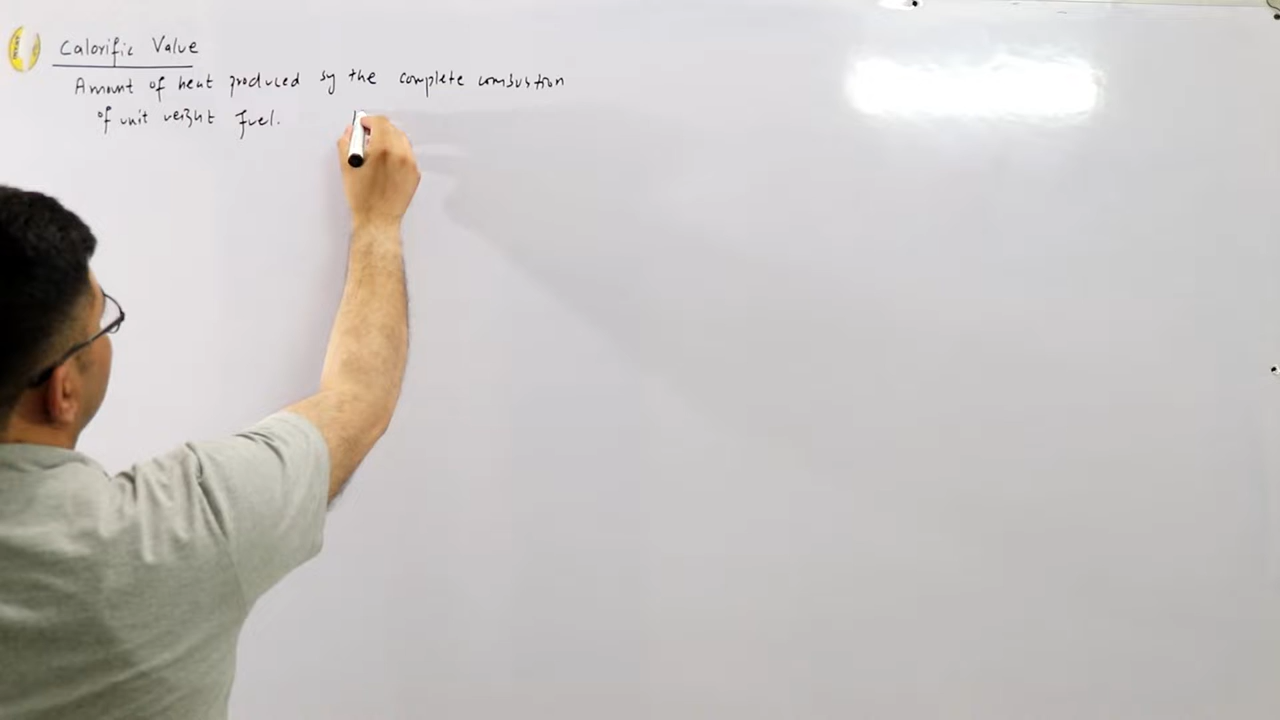 Calorific Value
Amount of heat produced by the complete combustion
of unit weight fuel.